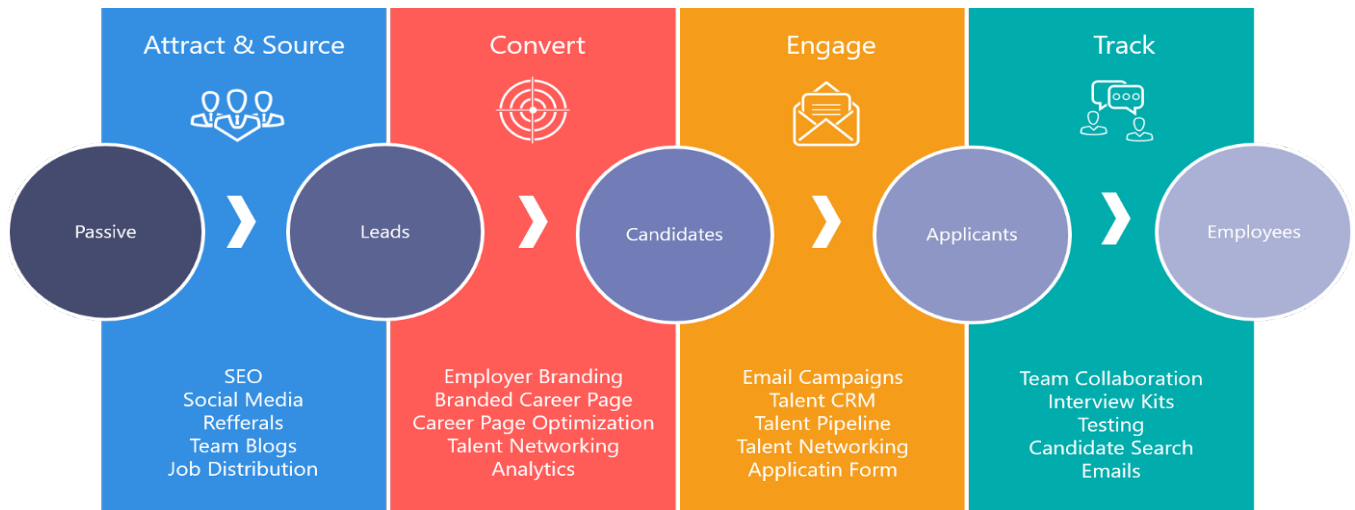 Attract & Source
Convert
Engage
Track
Passive
Leads
Candidates
Applicants
Employees
SEO
Social Media
Refferals
Team Blogs
Job Distribution
Employer Branding
Branded Career Page
Career Page Optimization
Talent Networking
Analytics
Email Campaigns
Talent CRM
Talent Pipeline
Talent Networking
Applicatin Form
Team Collaboration
Interview Kits
Testing
Candidate Search
Emails